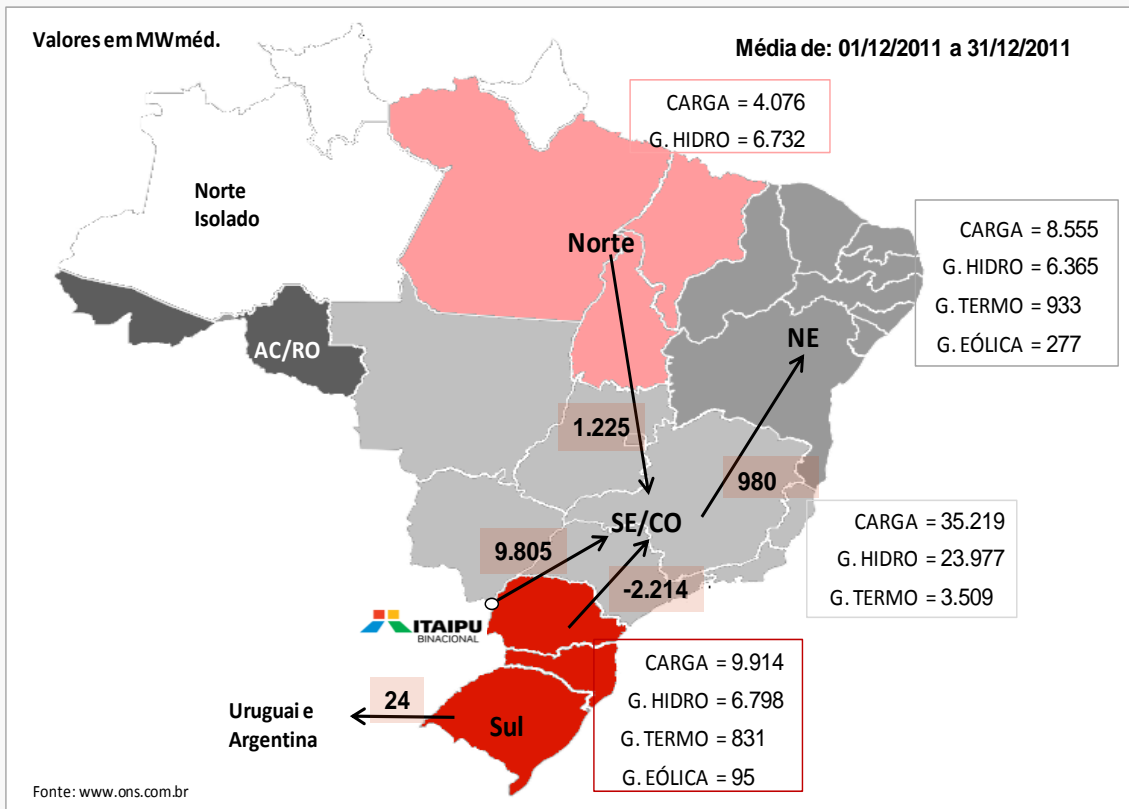 Valores em MWméd.
Média de: 01/12/2011 a 31/12/2011
CARGA = 4.076
G. HIDRO = 6.732
Norte
Isolado
Norte
CARGA = 8.555
G. HIDRO = 6.365
G. TERMO = 933
G. EÓLICA = 277
AC/RO
NE
1.225
980
SE/CO
9.805
-2.214
CARGA = 35.219
G. HIDRO = 23.977
G. TERMO = 3.509
ITAIPU
BINACIONAL
CARGA = 9.914
G. HIDRO = 6.798
G. TERMO = 831
G. EÓLICA = 95
24
Uruguai e
Argentina
Sul
Fonte: www.ons.com.br